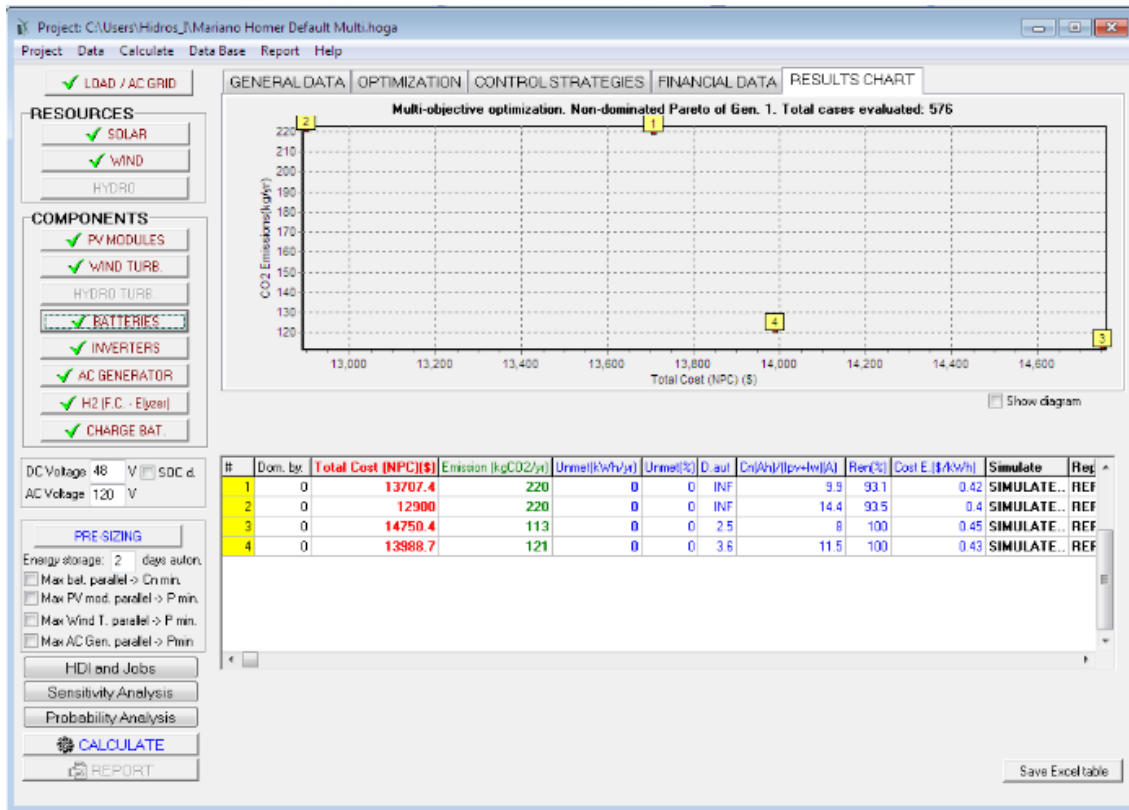 Project: C:\Users\Hidros_I\Mariano Homer Default Multi.hoga
Project Data Calculate Data Base Report Help
LOAD / AC GRID
RESOURCES
SOLAR
WIND
HYDRO
COMPONENTS
PV MODULES
WIND TURB.
HYDRO TURB.
BATTERIES
INVERTERS
AC GENERATOR
H2 (F.C. - Elyzer)
CHARGE BAT.
DC Voltage 48 V SOC d.
AC Voltage 120 V
PRE-SIZING
Energy storage: 2 days auton.
Max bat. parallel -> Cn min.
Max PV mod. parallel -> P min.
Max Wind T. parallel -> P min.
Max AC Gen. parallel -> Pmin
HDI and Jobs
Sensitivity Analysis
Probability Analysis
CALCULATE
REPORT
GENERAL DATA OPTIMIZATION CONTROL STRATEGIES FINANCIAL DATA RESULTS CHART
Multi-objective optimization. Non-dominated Pareto of Gen. 1. Total cases evaluated: 576
CO2 Emissions(kg/yr)
220
210
200
190
180
170
160
150
140
130
120
2
1
4
3
13,000 13,200 13,400 13,600 13,800 14,000 14,200 14,400 14,600
Total Cost (NPC) ($)
Show diagram
# Dom. by: Total Cost (NPC)($) Emission (kgCO2/yr) Unmet(kWh/yr) Unmet(%) D.aut Cn(Ah)/(Ipv+Iw)(A) Ren(%) Cost E.($/kWh) Simulate Rep
1 0 13707.4 220 0 0 INF 9.9 93.1 0.42 SIMULATE.. REF
2 0 12900 220 0 0 INF 14.4 93.5 0.4 SIMULATE.. REF
3 0 14750.4 113 0 0 2.5 8 100 0.45 SIMULATE.. REF
4 0 13988.7 121 0 0 3.6 11.5 100 0.43 SIMULATE.. REF
Save Excel table